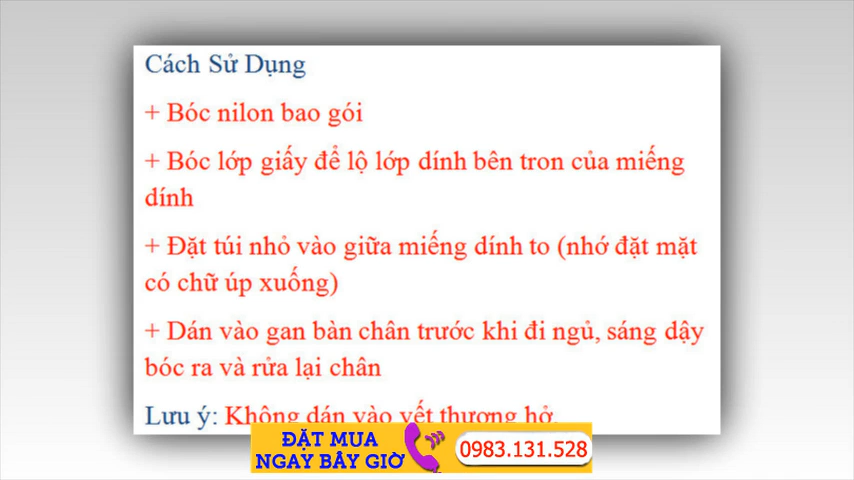 Cách Sử Dụng
+ Bóc nilon bao gói
+ Bóc lớp giấy để lộ lớp dính bên tron của miếng
dính
+ Đặt túi nhỏ vào giữa miếng dính to (nhớ đặt mặt
có chữ úp xuống)
+ Dán vào gan bàn chân trước khi đi ngủ, sáng dậy
bóc ra và rửa lại chân
Lưu ý: Không dán vào vết thương hở.
ĐẶT MUA
NGAY BÂY GIỜ
0983.131.528